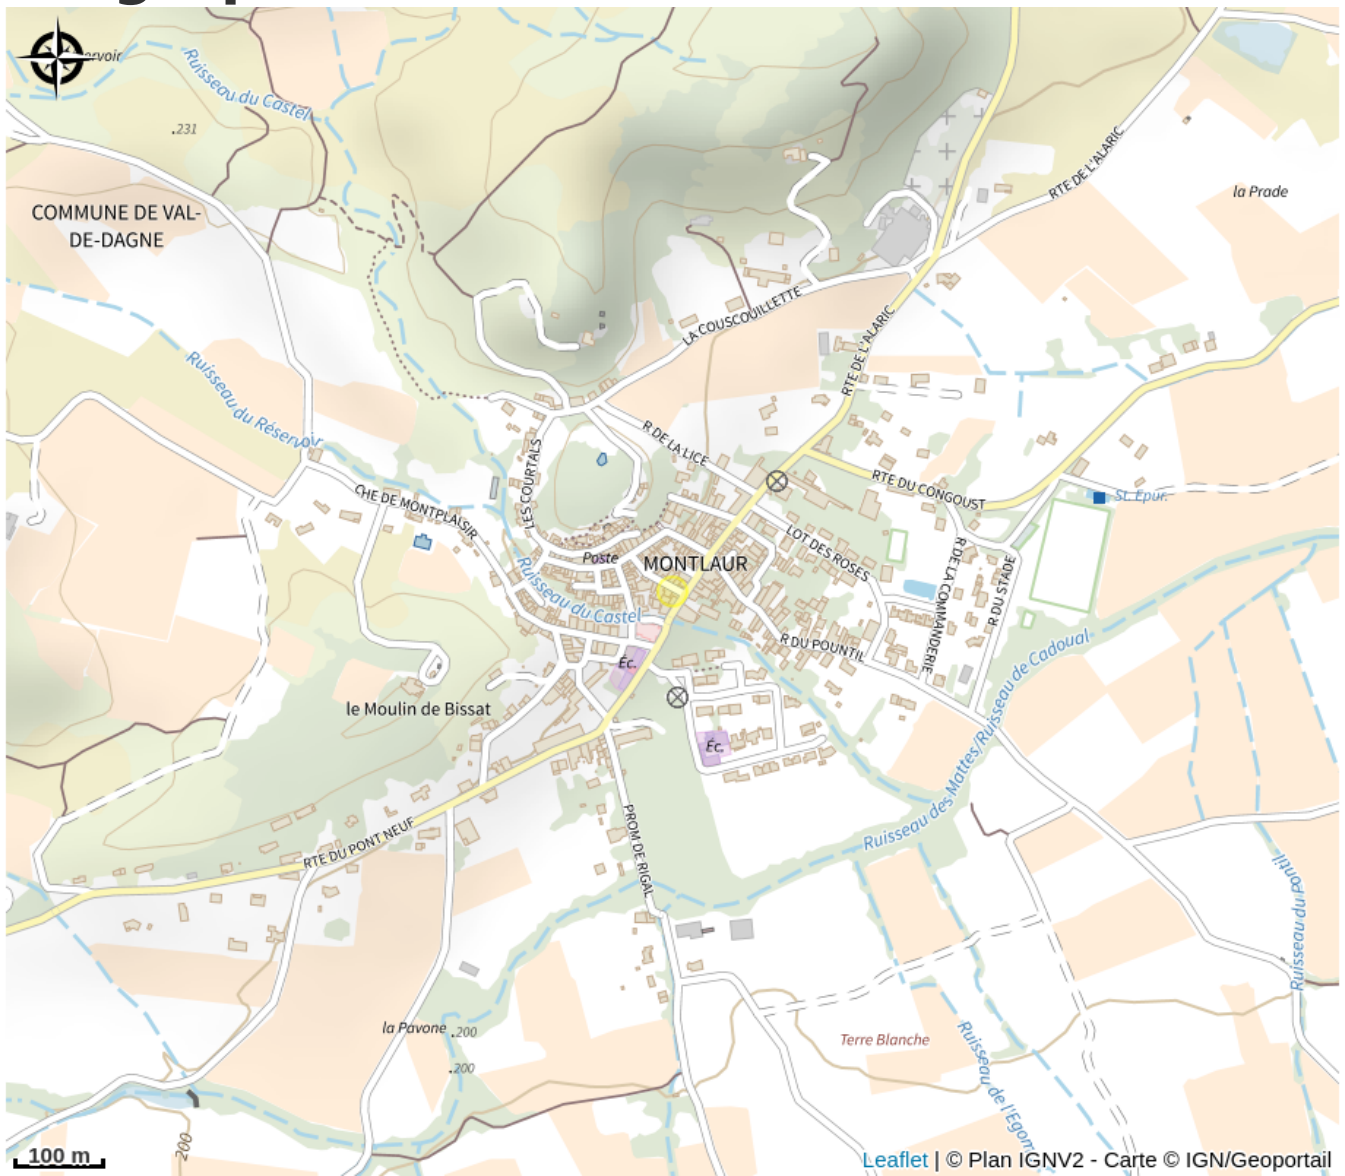 ervoir
Ruisseau du Castel
.231
COMMUNE DE VAL-
DE-DAGNE
RTE DE L'ALARIC
la Prade
LA COUSCOUILLETTE
RTE DE L'ALARIC
Ruisseau du Réservoir
R DE LA LICE
LES COURTALS
RTE DU CONGOUST
CHE DE MONTPLAISIR
St. Épur.
LOT DES ROSES
Poste
MONTLAUR
Ruisseau du Castel
R DE LA COMMANDERIE
R DU STADE
R DU POUNTIL
Éc.
Ruisseau des Mattes/Ruisseau de Cadoual
le Moulin de Bissat
Éc.
PROM DE RIGAL
RTE DU PONT NEUF
Ruisseau du Pontil
la Pavone
.200
.200
Terre Blanche
Ruisseau de l'Egom
200
100 m
Leaflet | © Plan IGNV2 - Carte © IGN/Geoportail